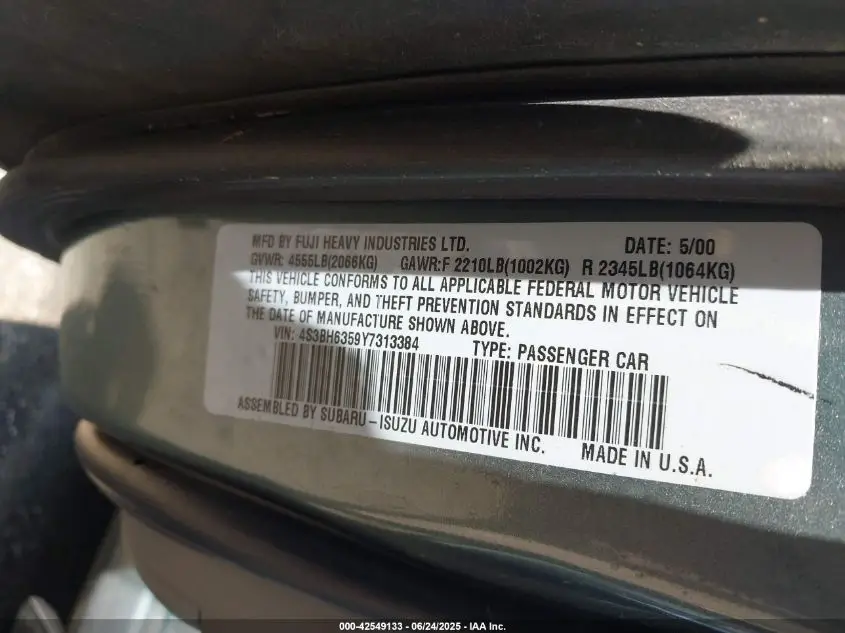 MFD BY FUJI HEAVY INDUSTRIES LTD. DATE: 5/00
GVWR: 4555LB(2066KG) GAWR:F 2210LB(1002KG) R 2345LB(1064KG)
THIS VEHICLE CONFORMS TO ALL APPLICABLE FEDERAL MOTOR VEHICLE
SAFETY, BUMPER, AND THEFT PREVENTION STANDARDS IN EFFECT ON
THE DATE OF MANUFACTURE SHOWN ABOVE.
VIN: 4S3BH6359Y7313384 TYPE: PASSENGER CAR
ASSEMBLED BY SUBARU-ISUZU AUTOMOTIVE INC. MADE IN U.S.A.
000-42549133 - 06/24/2025 - IAA Inc.